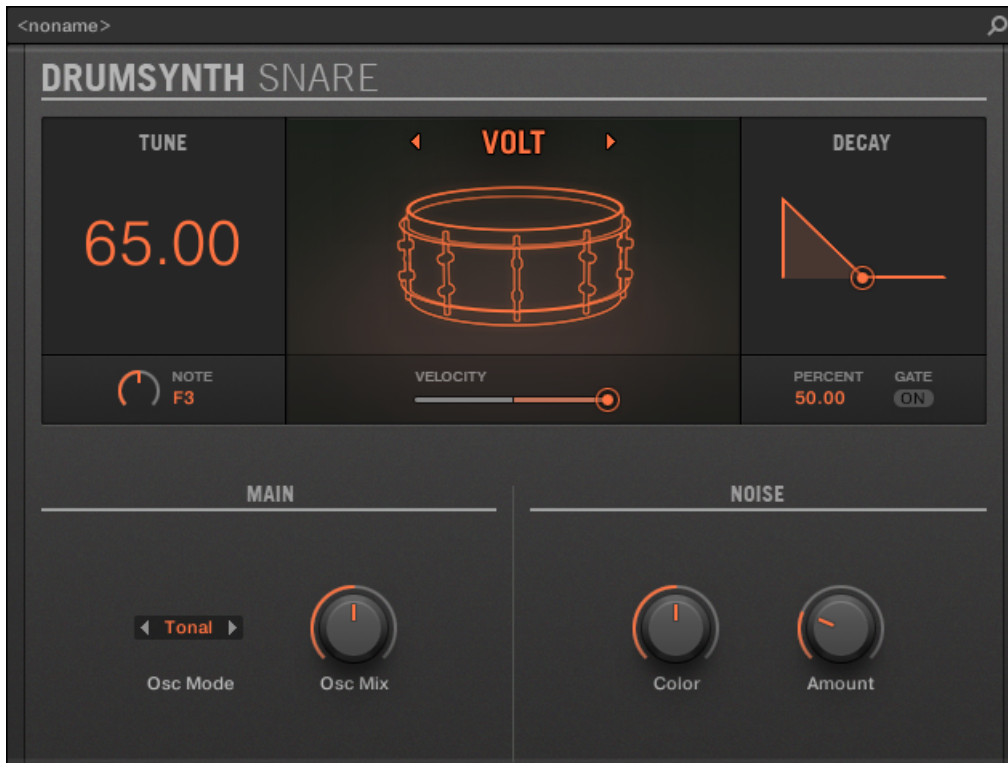 <noname>
DRUMSYNTH SNARE
TUNE
VOLT
DECAY
65.00
NOTE
F3
VELOCITY
PERCENT
50.00
GATE
ON
MAIN
NOISE
Tonal
Osc Mode
Osc Mix
Color
Amount